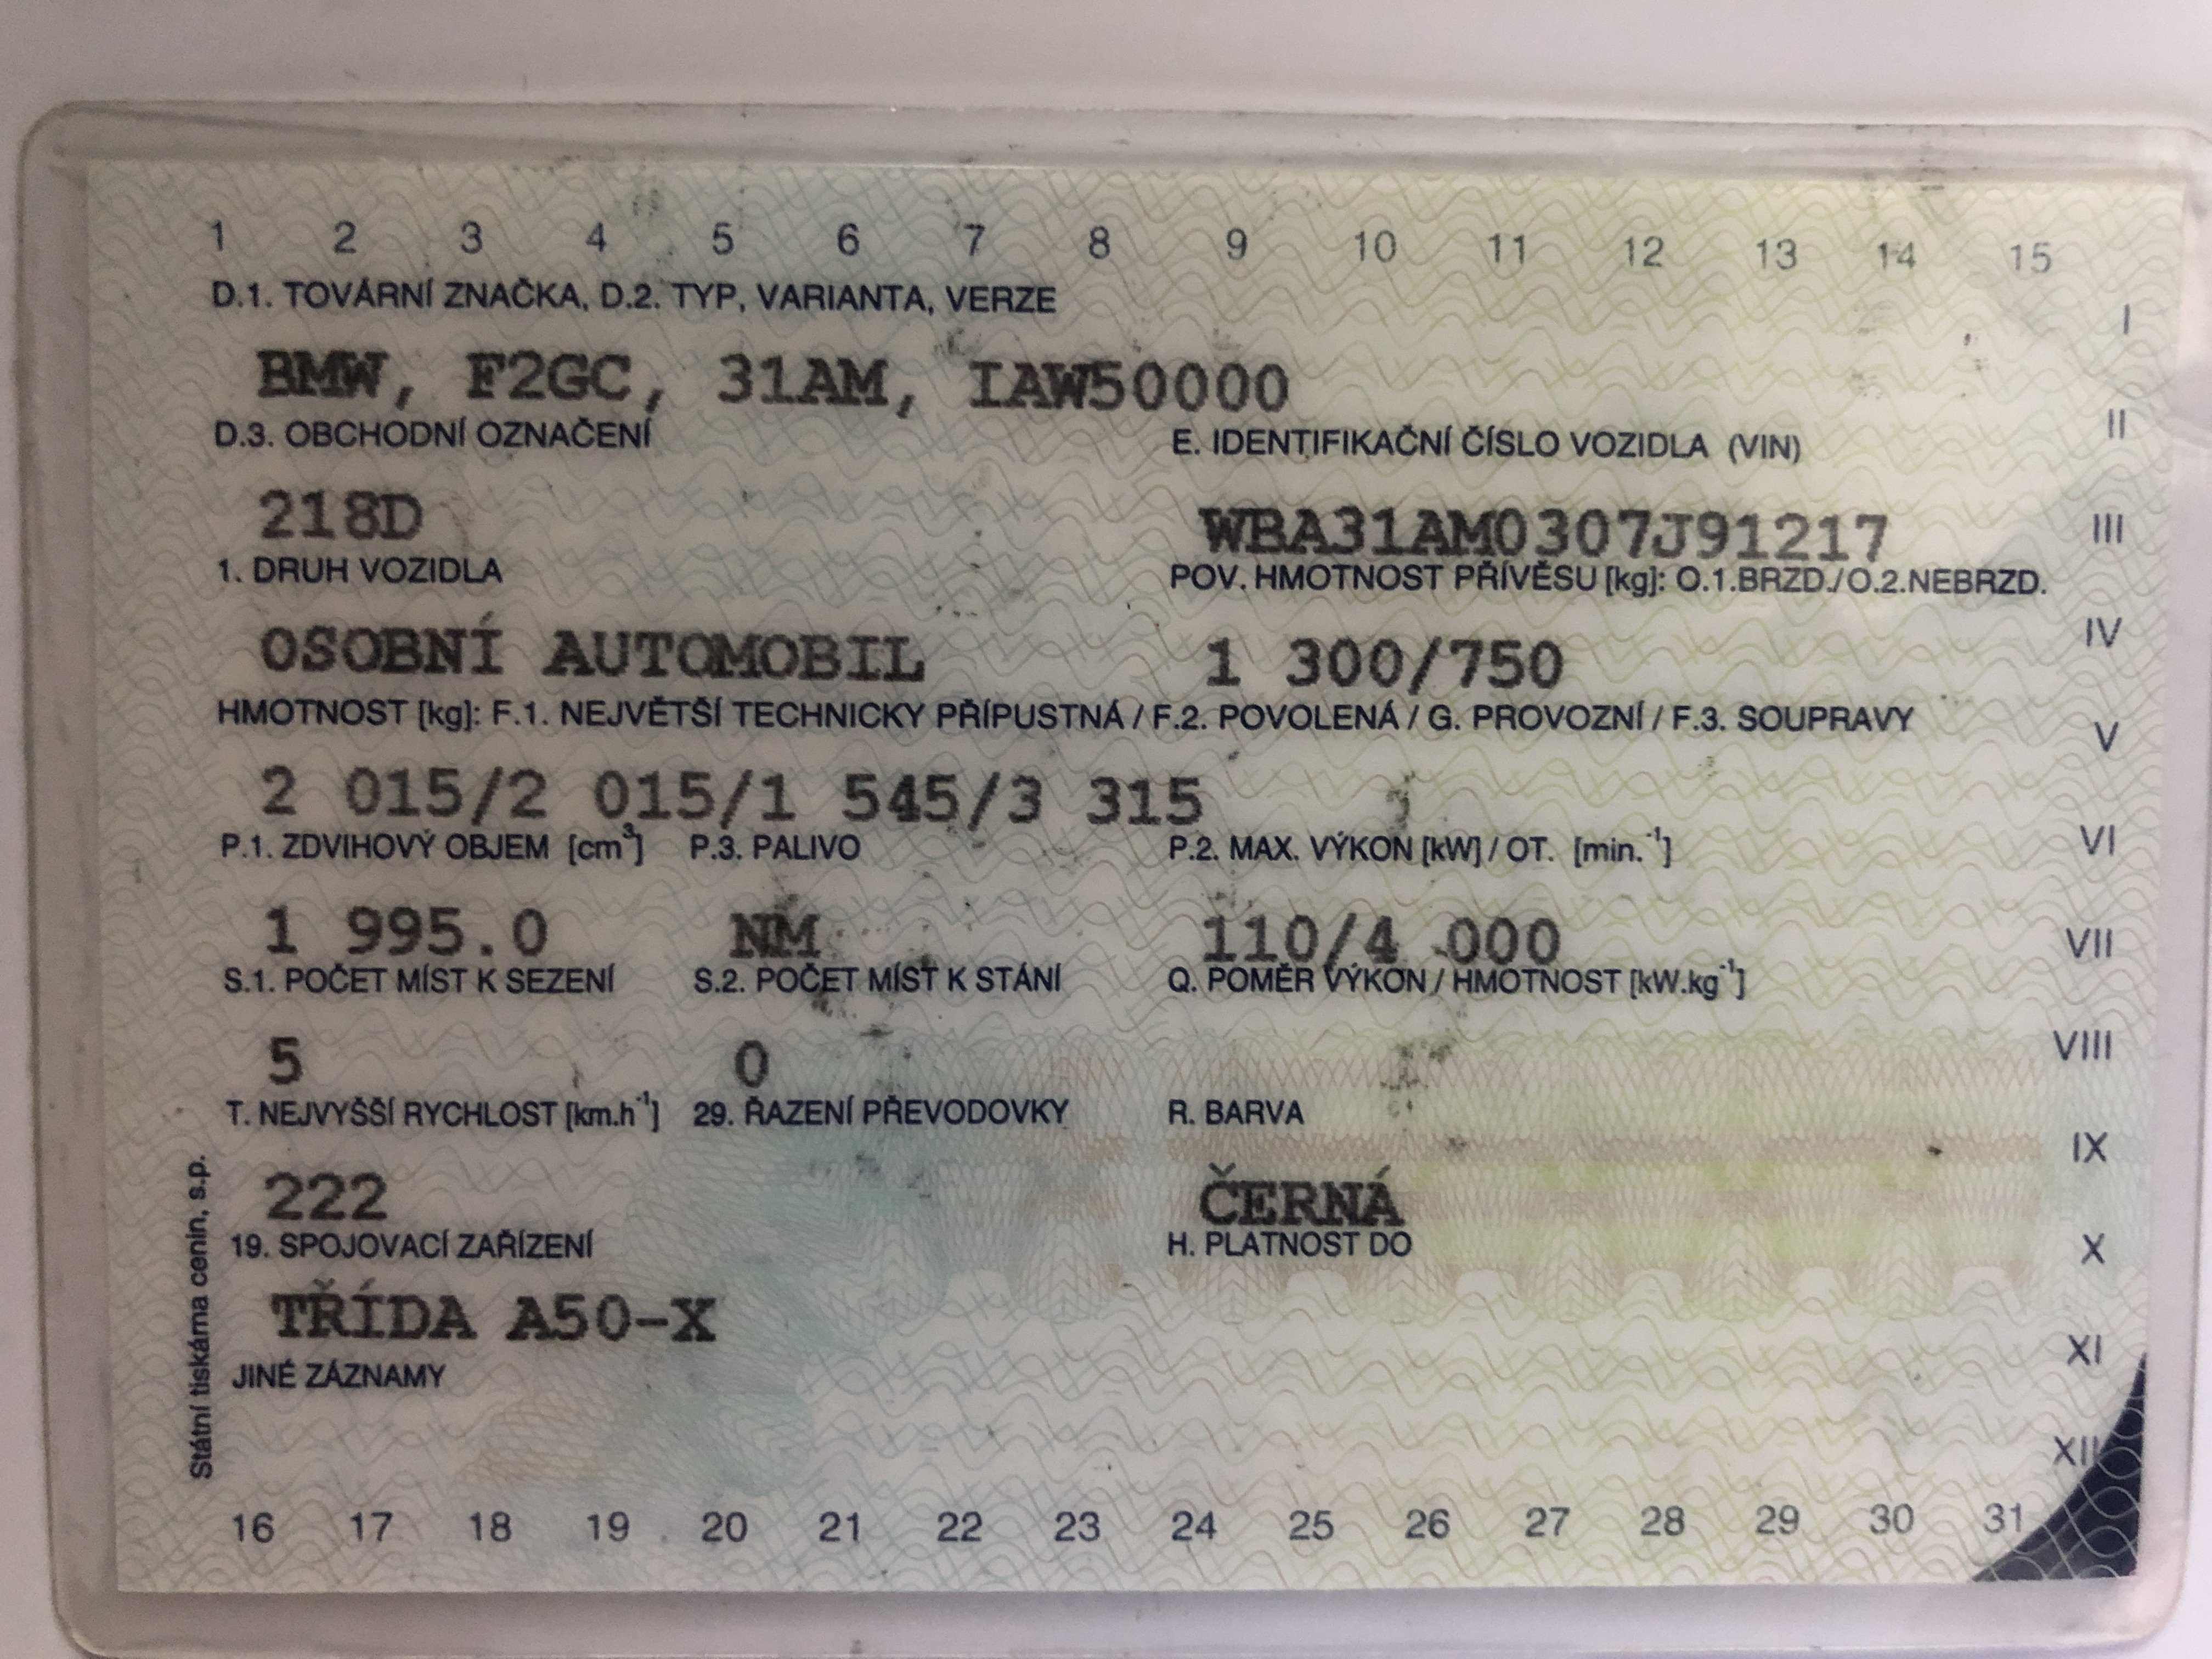 1 2 3 4 5 6 7 8 9 10 11 12 13 14 15
D.1. TOVÁRNÍ ZNAČKA, D.2. TYP, VARIANTA, VERZE
I
BMW, F2GC, 31AM, IAW50000
D.3. OBCHODNÍ OZNAČENÍ E. IDENTIFIKAČNÍ ČÍSLO VOZIDLA (VIN)
II
218D WBA31AM0307J91217
III
1. DRUH VOZIDLA POV. HMOTNOST PŘÍVĚSU [kg]: O.1.BRZD./O.2.NEBRZD.
OSOBNÍ AUTOMOBIL 1 300/750
IV
HMOTNOST [kg]: F.1. NEJVĚTŠÍ TECHNICKY PŘÍPUSTNÁ / F.2. POVOLENÁ / G. PROVOZNÍ / F.3. SOUPRAVY
V
2 015/2 015/1 545/3 315
P.1. ZDVIHOVÝ OBJEM [cm³] P.3. PALIVO P.2. MAX. VÝKON [kW] / OT. [min.⁻¹]
VI
1 995.0 NM 110/4 000
VII
S.1. POČET MÍST K SEZENÍ S.2. POČET MÍST K STÁNÍ Q. POMĚR VÝKON / HMOTNOST [kW.kg⁻¹]
5 0
VIII
T. NEJVYŠŠÍ RYCHLOST [km.h⁻¹] 29. ŘAZENÍ PŘEVODOVKY R. BARVA
IX
222 ČERNÁ
19. SPOJOVACÍ ZAŘÍZENÍ H. PLATNOST DO
X
TŘÍDA A50-X
XI
JINÉ ZÁZNAMY
XII
Státní tiskárna cenin, s.p.
16 17 18 19 20 21 22 23 24 25 26 27 28 29 30 31